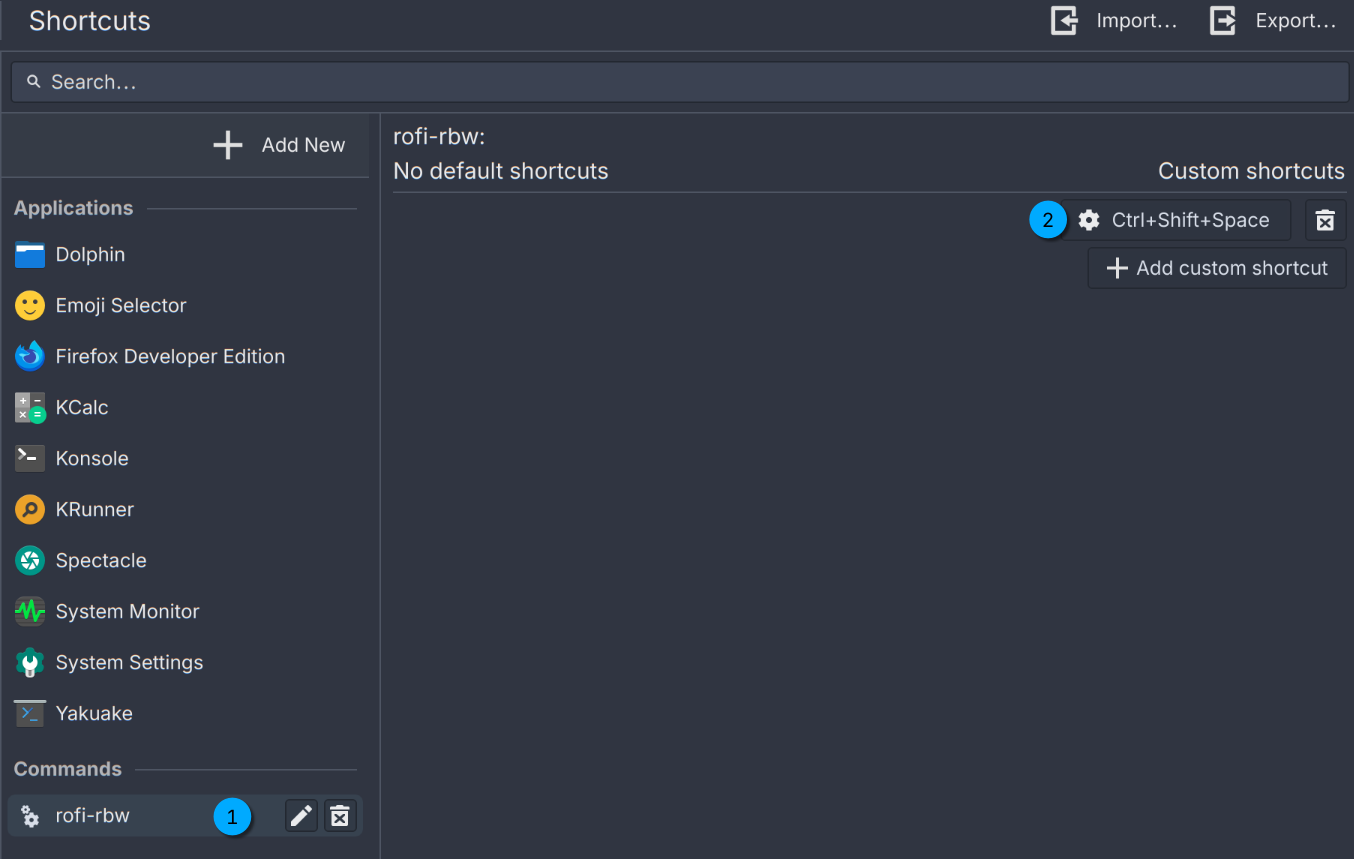 Shortcuts
Import...
Export...
Search...
Add New
Applications
Dolphin
Emoji Selector
Firefox Developer Edition
KCalc
Konsole
KRunner
Spectacle
System Monitor
System Settings
Yakuake
Commands
rofi-rbw
1
rofi-rbw:
No default shortcuts
Custom shortcuts
2
Ctrl+Shift+Space
Add custom shortcut